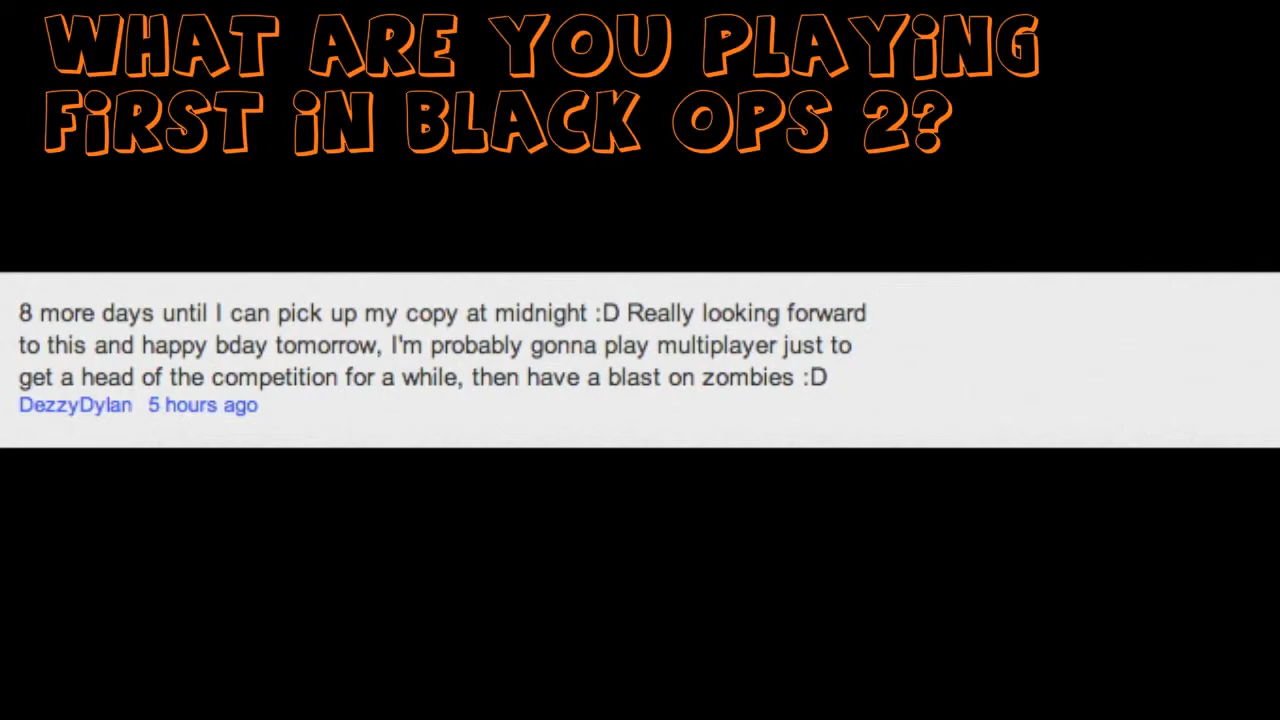 WHAT ARE YOU PLAYiNG
FiRST iN BLACK OPS 2?
8 more days until I can pick up my copy at midnight :D Really looking forward
to this and happy bday tomorrow, I'm probably gonna play multiplayer just to
get a head of the competition for a while, then have a blast on zombies :D
DezzyDylan 5 hours ago